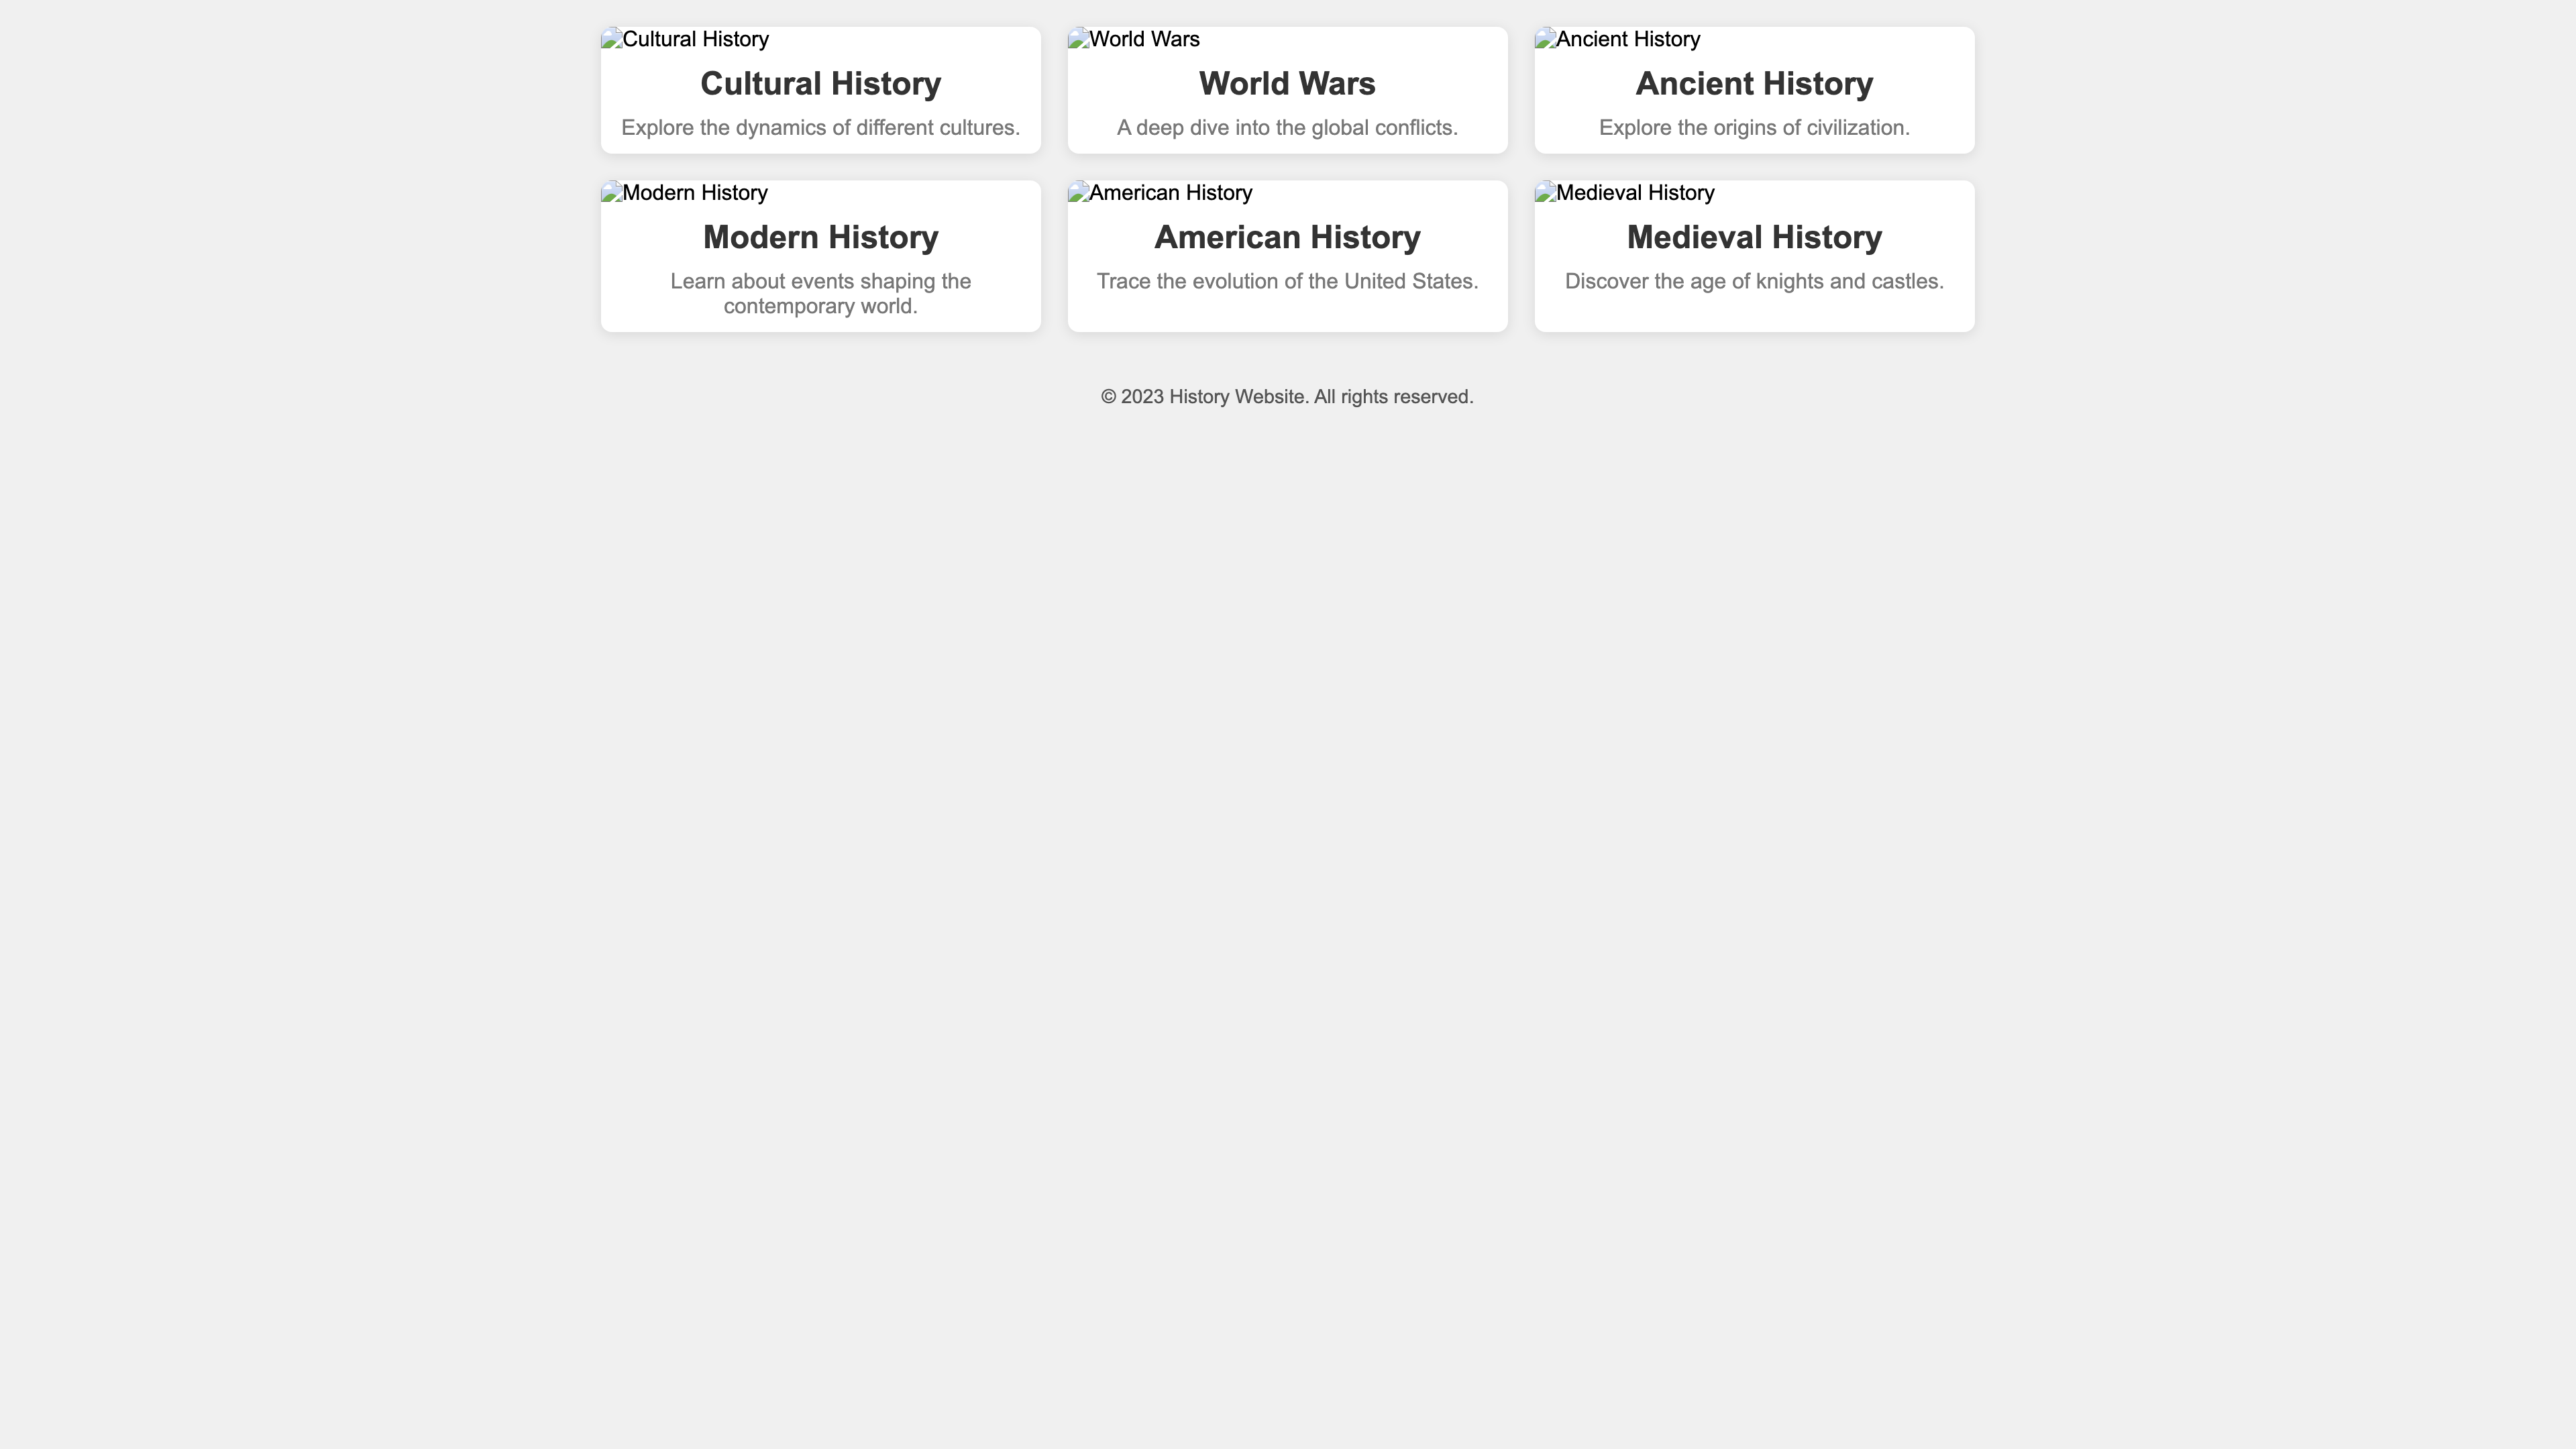 Cultural History
Cultural History
Explore the dynamics of different cultures.
World Wars
World Wars
A deep dive into the global conflicts.
Ancient History
Ancient History
Explore the origins of civilization.
Modern History
Modern History
Learn about events shaping the
contemporary world.
American History
American History
Trace the evolution of the United States.
Medieval History
Medieval History
Discover the age of knights and castles.
© 2023 History Website. All rights reserved.